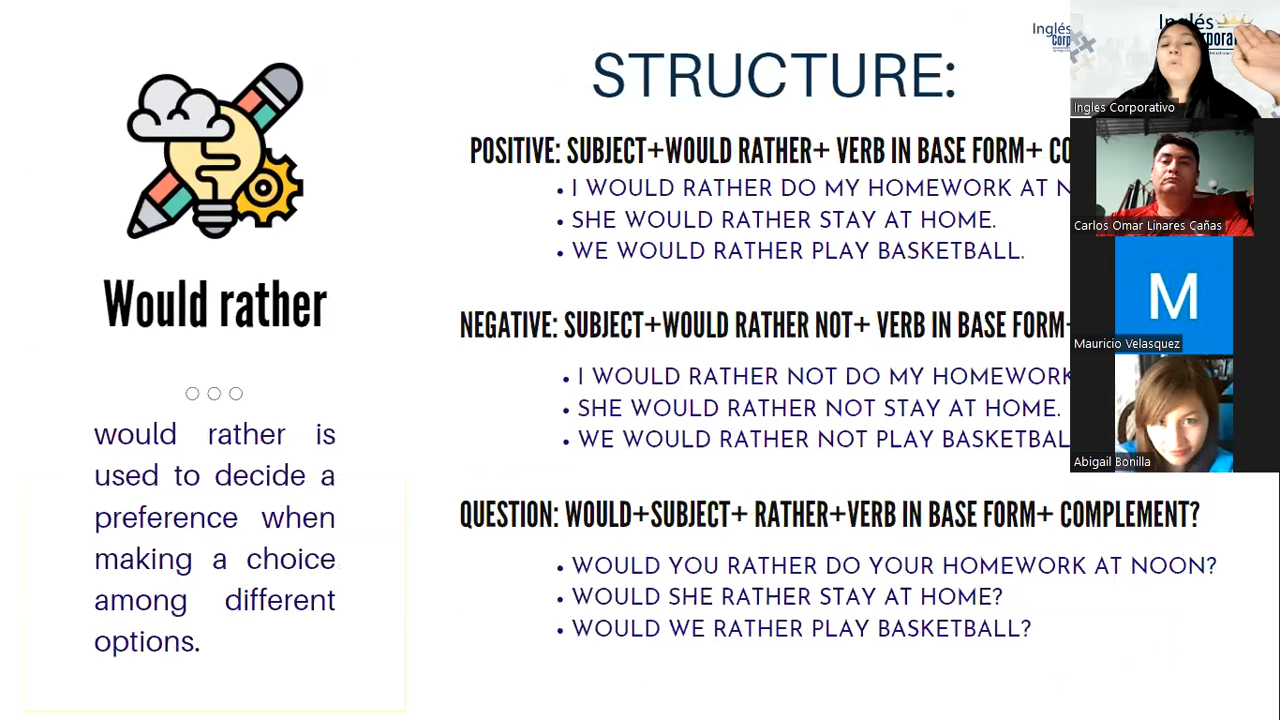 Would rather
would rather is
used to decide a
preference when
making a choice
among different
options.
STRUCTURE:
POSITIVE: SUBJECT+WOULD RATHER+ VERB IN BASE FORM+ CO
• I WOULD RATHER DO MY HOMEWORK AT N
• SHE WOULD RATHER STAY AT HOME.
• WE WOULD RATHER PLAY BASKETBALL.
NEGATIVE: SUBJECT+WOULD RATHER NOT+ VERB IN BASE FORM+
• I WOULD RATHER NOT DO MY HOMEWORK
• SHE WOULD RATHER NOT STAY AT HOME.
• WE WOULD RATHER NOT PLAY BASKETBAL
QUESTION: WOULD+SUBJECT+ RATHER+VERB IN BASE FORM+ COMPLEMENT?
• WOULD YOU RATHER DO YOUR HOMEWORK AT NOON?
• WOULD SHE RATHER STAY AT HOME?
• WOULD WE RATHER PLAY BASKETBALL?
Inglés
Corp
Inglés
orporat
Ingles Corporativo
Carlos Omar Linares Cañas
M
Mauricio Velasquez
Abigail Bonilla